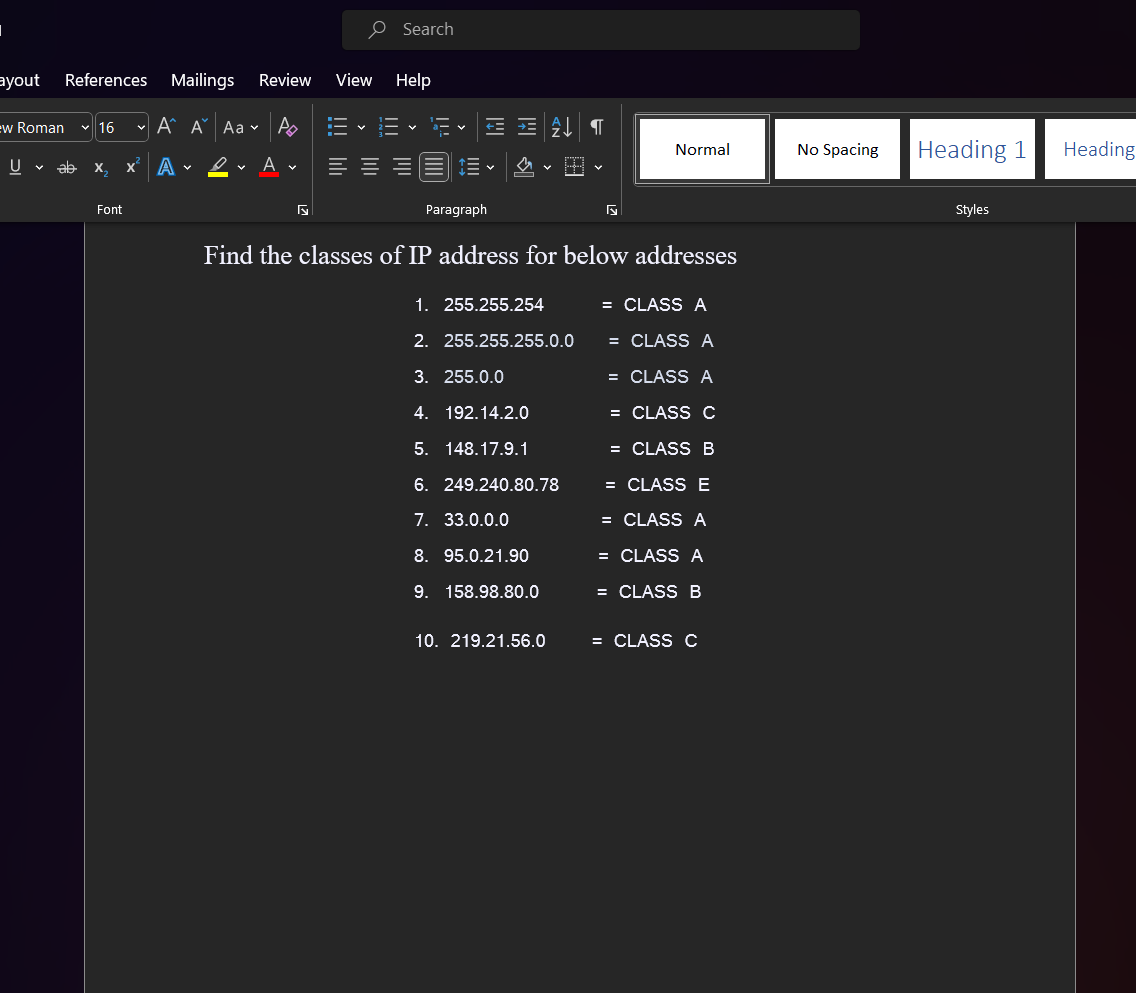 Search
ayout References Mailings Review View Help
ew Roman 16 Aa
Normal No Spacing Heading 1 Heading
Font Paragraph Styles
Find the classes of IP address for below addresses
1. 255.255.254 = CLASS A
2. 255.255.255.0.0 = CLASS A
3. 255.0.0 = CLASS A
4. 192.14.2.0 = CLASS C
5. 148.17.9.1 = CLASS B
6. 249.240.80.78 = CLASS E
7. 33.0.0.0 = CLASS A
8. 95.0.21.90 = CLASS A
9. 158.98.80.0 = CLASS B
10. 219.21.56.0 = CLASS C